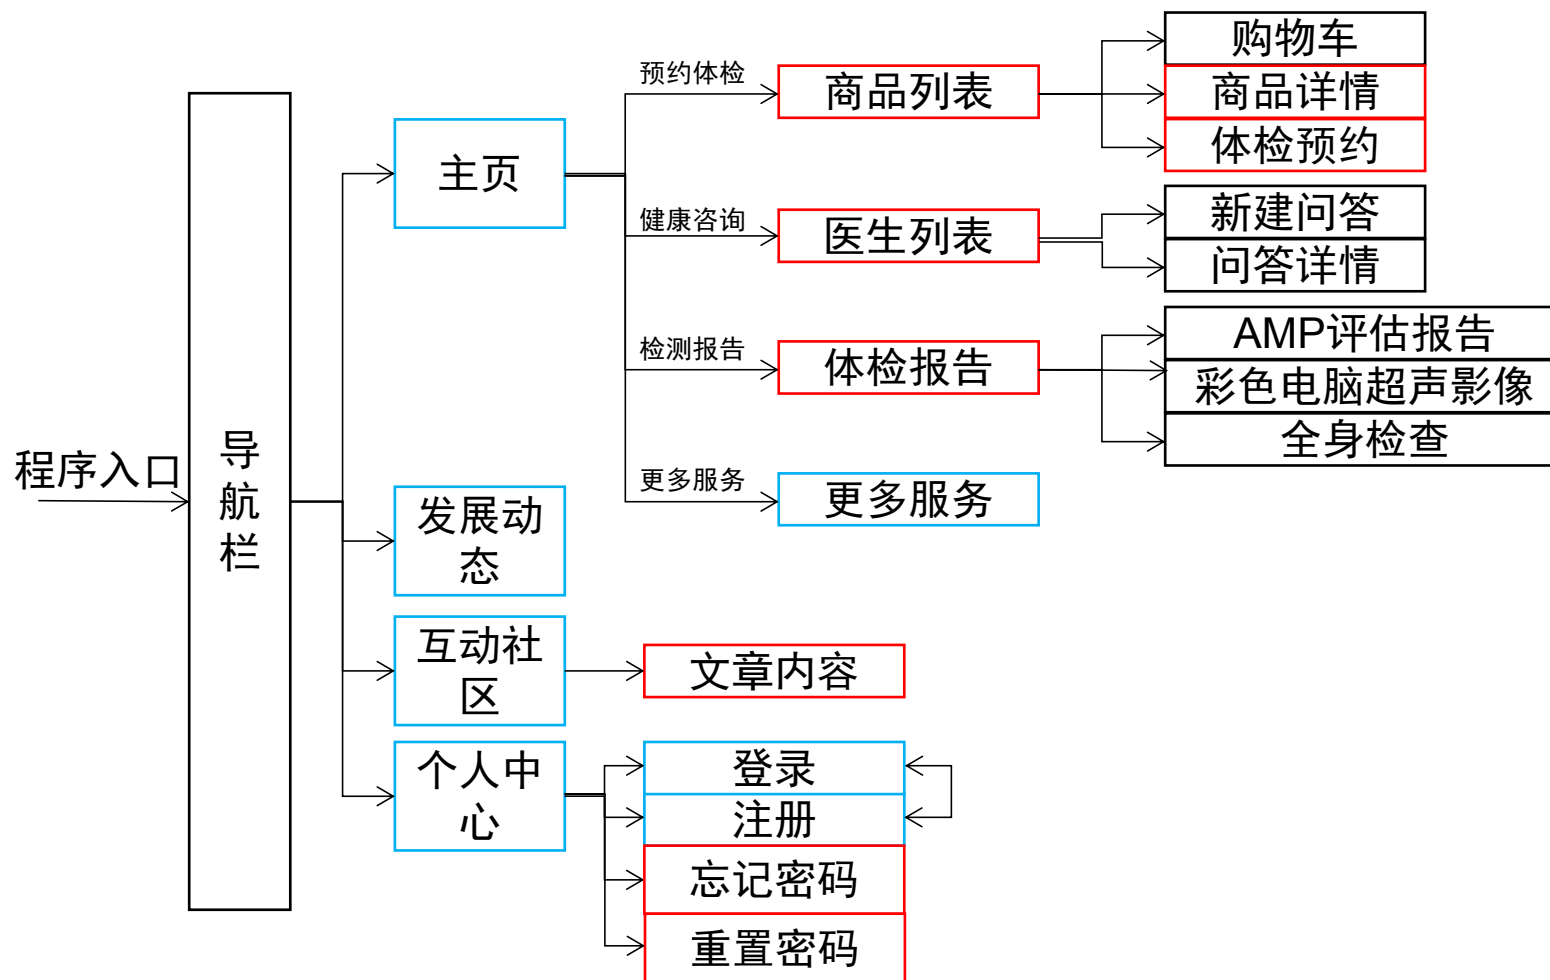 程序入口
导
航
栏
主页
发展动
态
互动社
区
个人中
心
预约体检
商品列表
购物车
商品详情
体检预约
健康咨询
医生列表
新建问答
问答详情
检测报告
体检报告
AMP评估报告
彩色电脑超声影像
全身检查
更多服务
更多服务
文章内容
登录
注册
忘记密码
重置密码